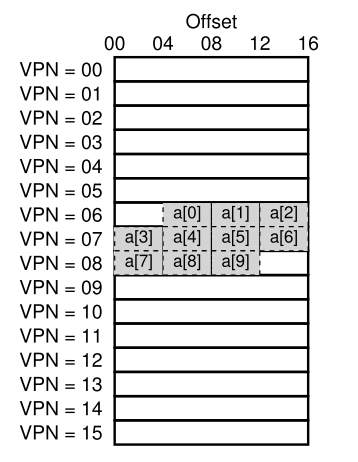 Offset
00 04 08 12 16
VPN = 00
VPN = 01
VPN = 02
VPN = 03
VPN = 04
VPN = 05
VPN = 06 a[0] a[1] a[2]
VPN = 07 a[3] a[4] a[5] a[6]
VPN = 08 a[7] a[8] a[9]
VPN = 09
VPN = 10
VPN = 11
VPN = 12
VPN = 13
VPN = 14
VPN = 15